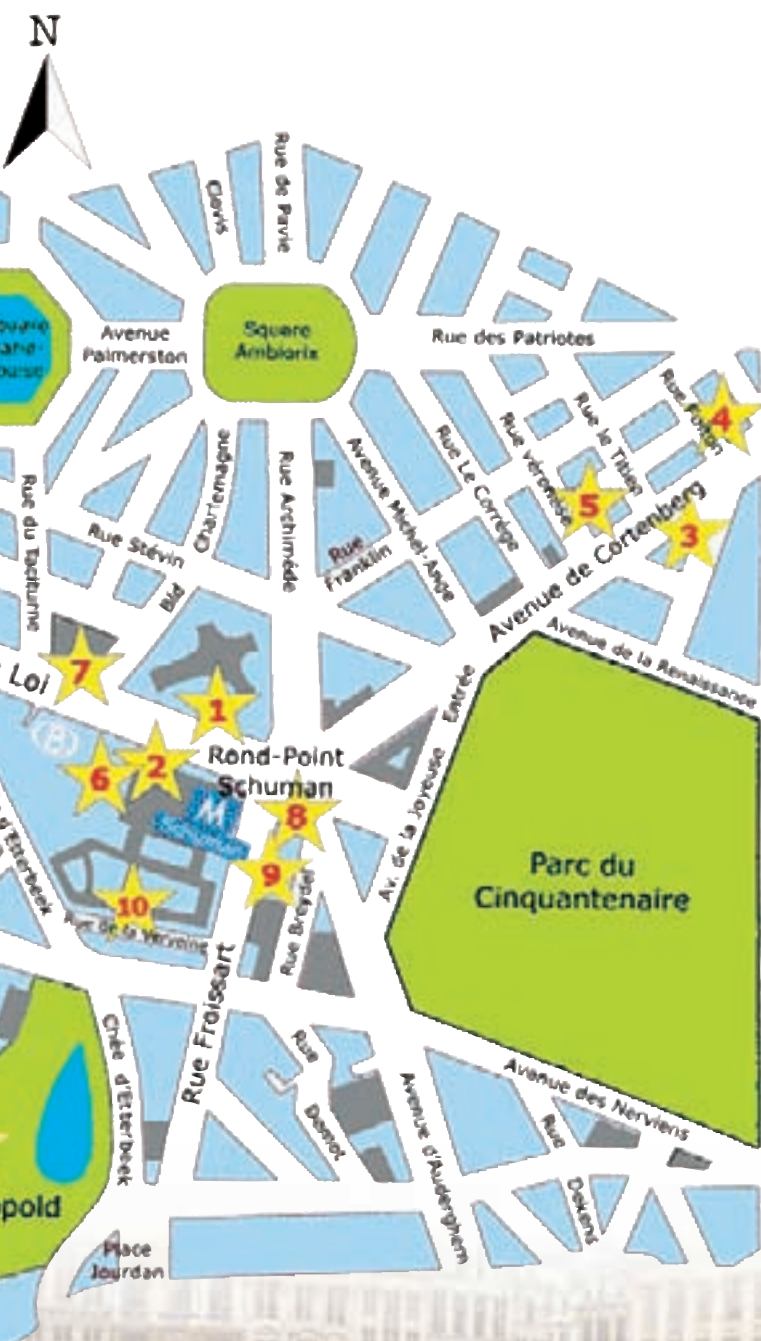 N
Rue de Pavie
Clovis
Avenue
Palmerston
Square
Ambiorix
Rue des Patriotes
Rue
4
Rue le Titien
Rue Véronèse
Rue Le Corrège
Avenue Michel-Ange
Rue Archimède
Charlemagne
Bld
Rue Stévin
Rue du Taciturne
Rue
Franklin
5
3
Avenue de Cortenberg
Avenue de la Renaissance
Loi
7
1
Rond-Point
Schuman
6
2
M
Schuman
8
9
10
Av. de la Joyeuse Entrée
Parc du
Cinquantenaire
d'Etterbeek
Rue de la
Rue Breydel
Rue Froissart
Chée d'Etterbeek
Rue
Demot
Avenue d'Auderghem
Avenue des Nerviens
Rue
Dekens
pold
Place
Jourdan